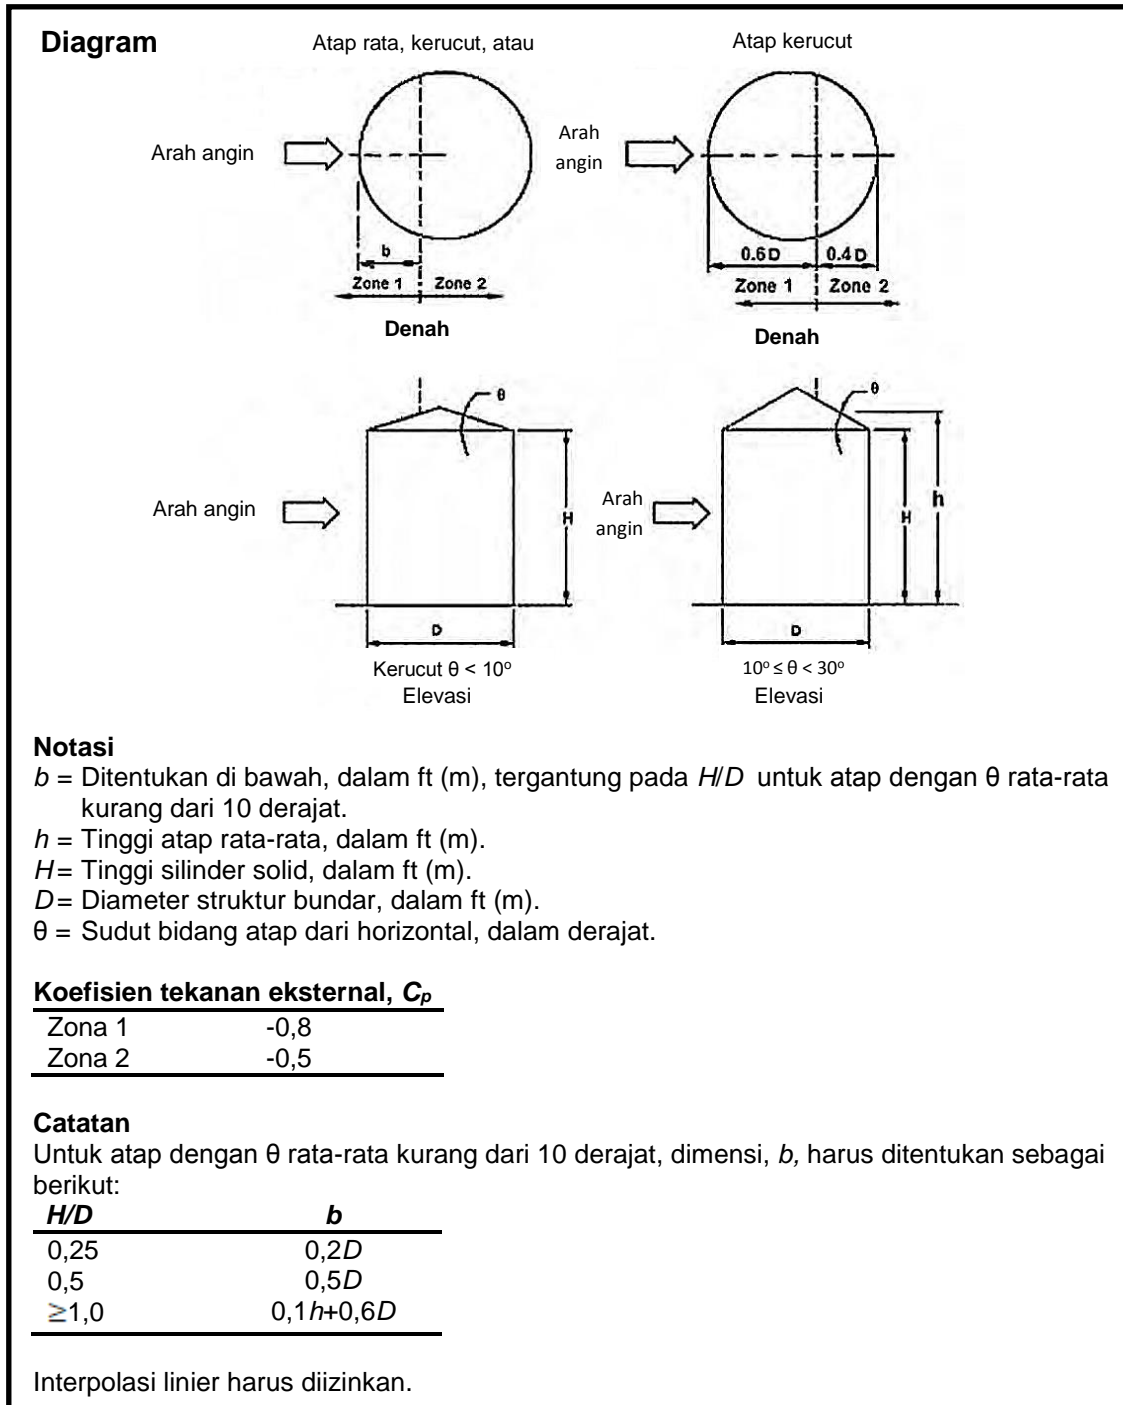 Diagram
Atap rata, kerucut, atau
Atap kerucut
Arah angin
Arah
angin
b
Zone 1 Zone 2
0.6D 0.4D
Zone 1 Zone 2
Denah
Denah
θ
θ
Arah angin
H
Arah
angin
H
h
D
D
Kerucut θ < 10°
Elevasi
10° ≤ θ < 30°
Elevasi
Notasi
b = Ditentukan di bawah, dalam ft (m), tergantung pada H/D untuk atap dengan θ rata-rata
kurang dari 10 derajat.
h = Tinggi atap rata-rata, dalam ft (m).
H = Tinggi silinder solid, dalam ft (m).
D = Diameter struktur bundar, dalam ft (m).
θ = Sudut bidang atap dari horizontal, dalam derajat.
Koefisien tekanan eksternal, Cp
Zona 1 -0,8
Zona 2 -0,5
Catatan
Untuk atap dengan θ rata-rata kurang dari 10 derajat, dimensi, b, harus ditentukan sebagai
berikut:
H/D b
0,25 0,2D
0,5 0,5D
≥1,0 0,1h+0,6D
Interpolasi linier harus diizinkan.